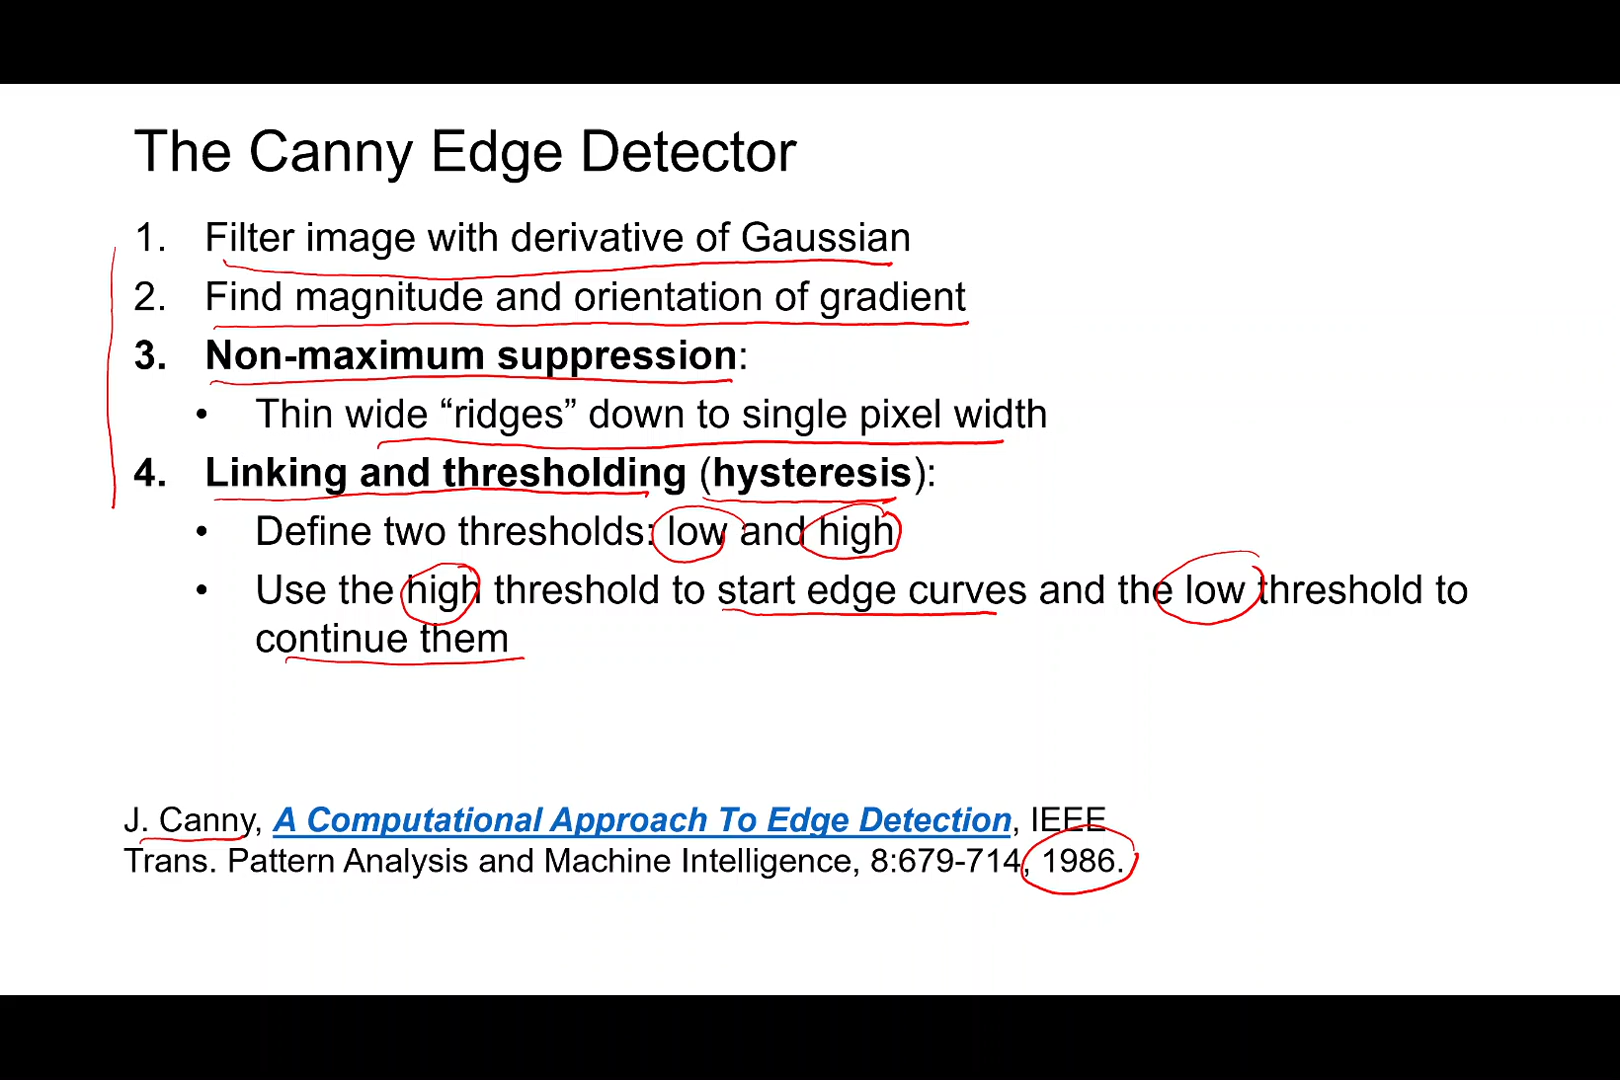 The Canny Edge Detector
1. Filter image with derivative of Gaussian
2. Find magnitude and orientation of gradient
3. Non-maximum suppression:
• Thin wide “ridges” down to single pixel width
4. Linking and thresholding (hysteresis):
• Define two thresholds: low and high
• Use the high threshold to start edge curves and the low threshold to
continue them
J. Canny, A Computational Approach To Edge Detection, IEEE
Trans. Pattern Analysis and Machine Intelligence, 8:679-714, 1986.